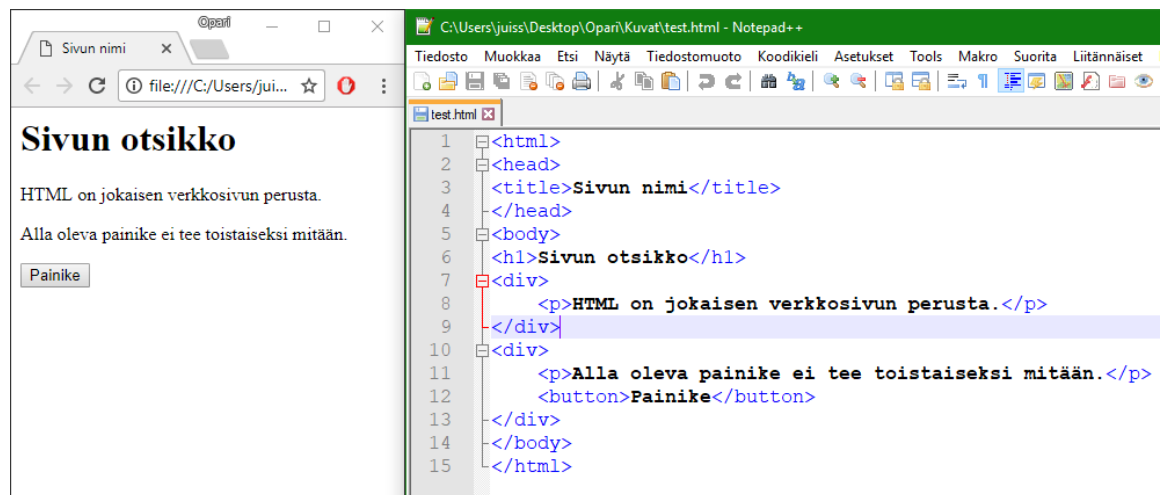 Opari
Sivun nimi
file:///C:/Users/jui...
Sivun otsikko
HTML on jokaisen verkkosivun perusta.
Alla oleva painike ei tee toistaiseksi mitään.
Painike
C:\Users\juiss\Desktop\Opari\Kuvat\test.html - Notepad++
Tiedosto Muokkaa Etsi Näytä Tiedostomuoto Koodikieli Asetukset Tools Makro Suorita Liitännäiset
test.html
1 <html>
2 <head>
3 <title>Sivun nimi</title>
4 </head>
5 <body>
6 <h1>Sivun otsikko</h1>
7 <div>
8 <p>HTML on jokaisen verkkosivun perusta.</p>
9 </div>
10 <div>
11 <p>Alla oleva painike ei tee toistaiseksi mitään.</p>
12 <button>Painike</button>
13 </div>
14 </body>
15 </html>